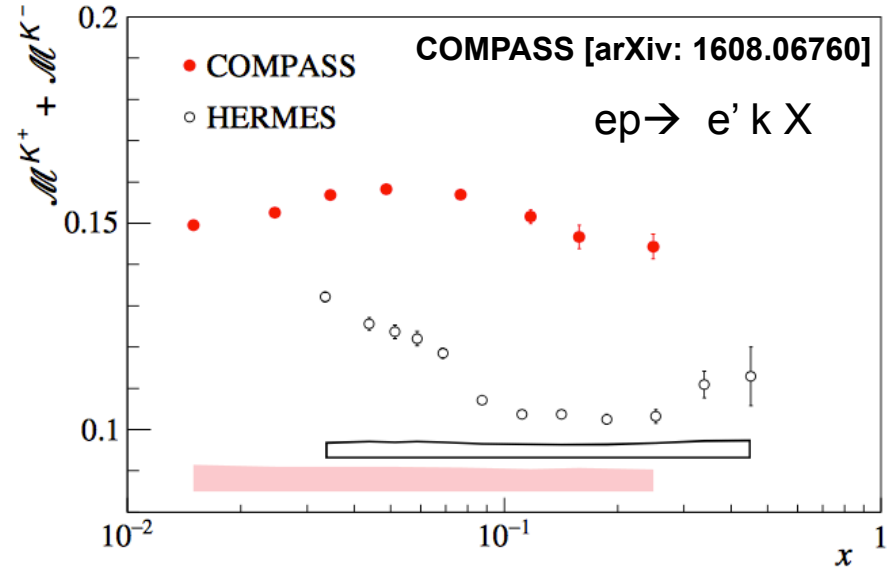 0.2
COMPASS [arXiv: 1608.06760]
COMPASS
HERMES
ep→ e’ k X
ℳ^{K^+} + ℳ^{K^-}
0.15
0.1
10^{-2}
10^{-1}
1
x